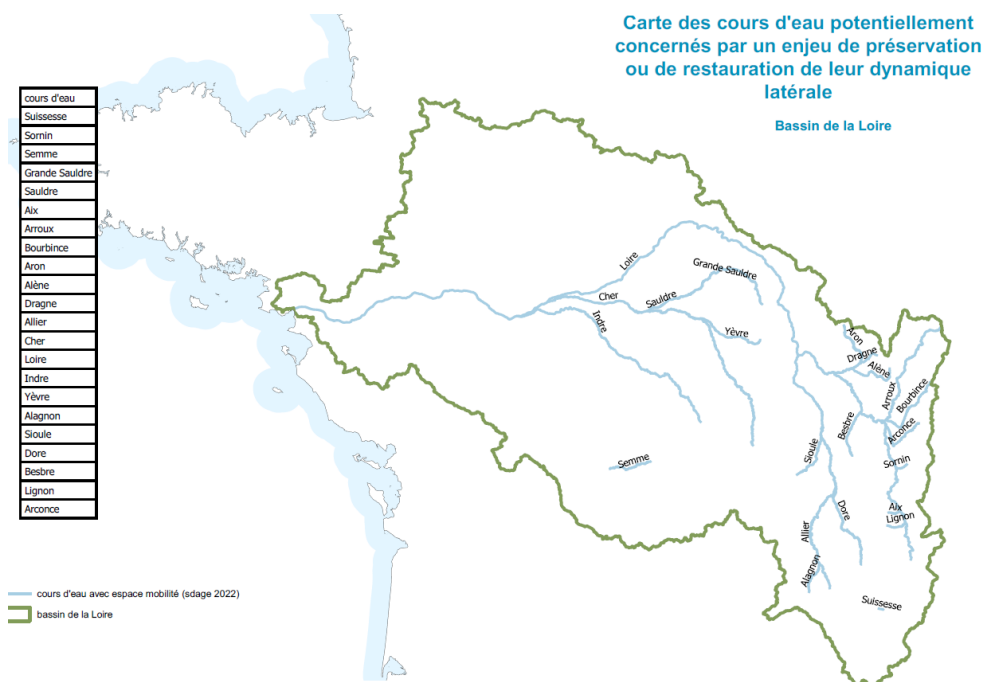 Carte des cours d'eau potentiellement
concernés par un enjeu de préservation
ou de restauration de leur dynamique
latérale
Bassin de la Loire
cours d'eau
Suissesse
Sornin
Semme
Grande Sauldre
Sauldre
Aix
Arroux
Bourbince
Aron
Alène
Dragne
Allier
Cher
Loire
Indre
Yèvre
Alagnon
Sioule
Dore
Besbre
Lignon
Arconce
Loire
Grande Sauldre
Cher
Sauldre
Indre
Yèvre
Aron
Dragne
Alène
Arroux
Bourbince
Besbre
Arconce
Sioule
Semme
Sornin
Dore
Aix
Lignon
Allier
Alagnon
Suissesse
cours d'eau avec espace mobilité (sdage 2022)
bassin de la Loire